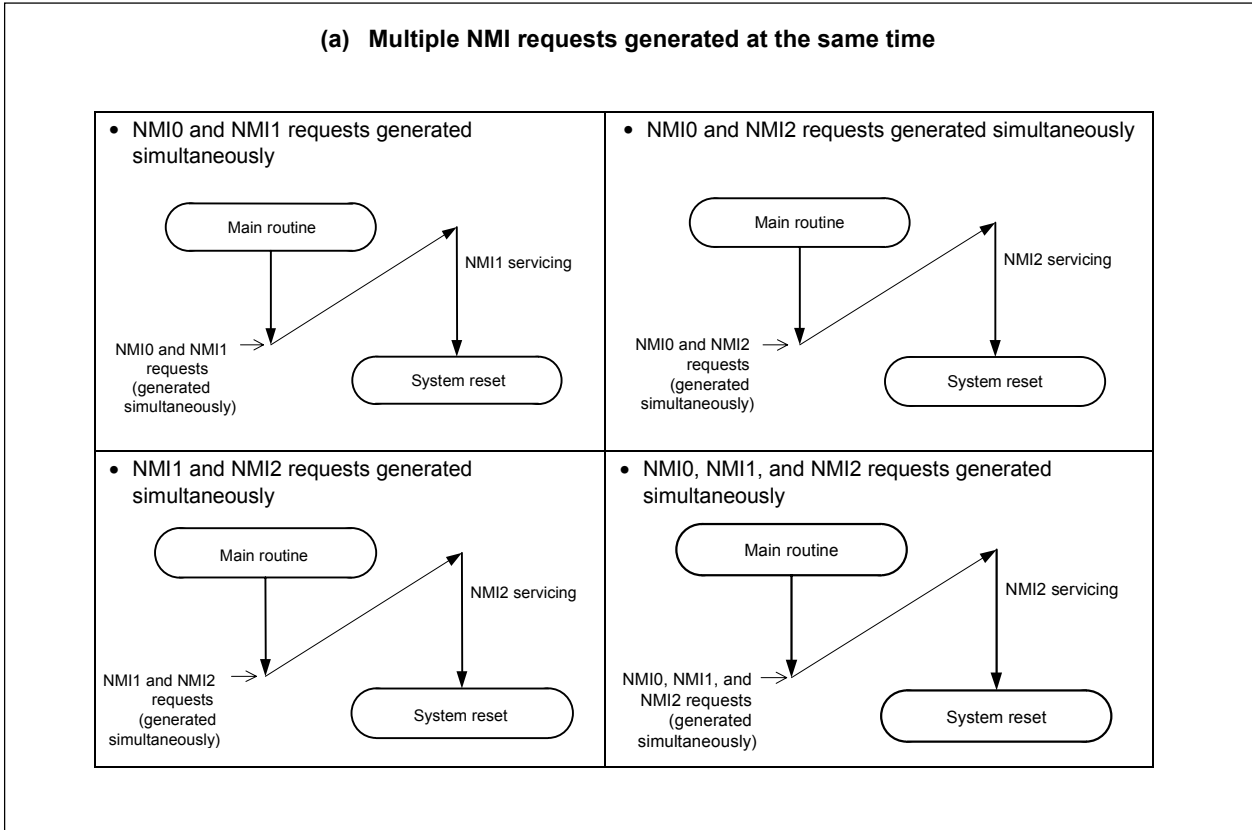 (a) Multiple NMI requests generated at the same time
• NMI0 and NMI1 requests generated
simultaneously
Main routine
NMI1 servicing
NMI0 and NMI1
requests
(generated
simultaneously)
System reset
• NMI0 and NMI2 requests generated simultaneously
Main routine
NMI2 servicing
NMI0 and NMI2
requests
(generated
simultaneously)
System reset
• NMI1 and NMI2 requests generated
simultaneously
Main routine
NMI2 servicing
NMI1 and NMI2
requests
(generated
simultaneously)
System reset
• NMI0, NMI1, and NMI2 requests generated
simultaneously
Main routine
NMI2 servicing
NMI0, NMI1, and
NMI2 requests
(generated
simultaneously)
System reset